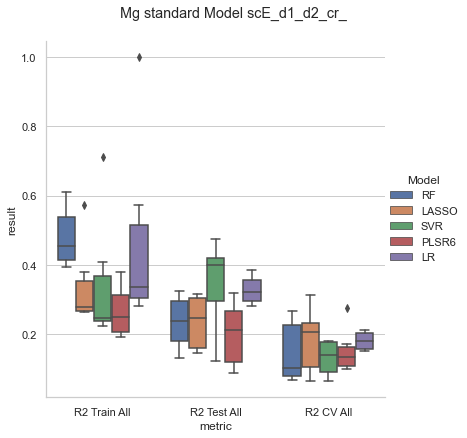 Mg standard Model scE_d1_d2_cr_
1.0
0.8
0.6
0.4
0.2
result
R2 Train All
R2 Test All
R2 CV All
metric
Model
RF
LASSO
SVR
PLSR6
LR